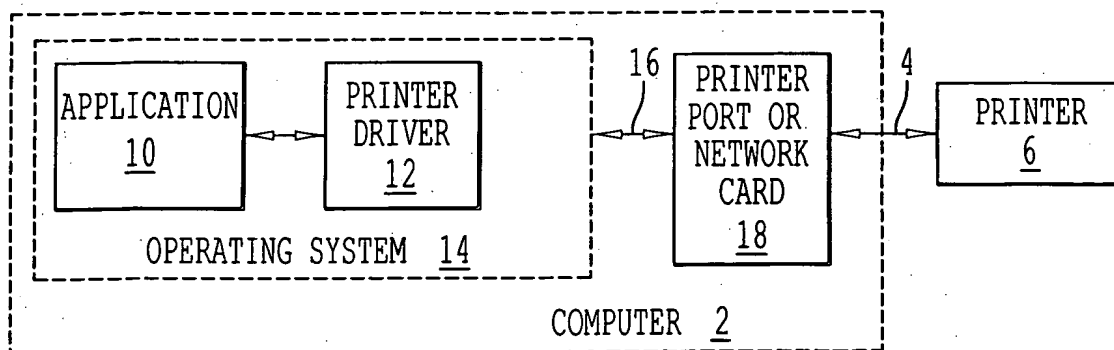 APPLICATION
10
PRINTER
DRIVER
12
OPERATING SYSTEM 14
16
PRINTER
PORT OR
NETWORK
CARD
18
4
PRINTER
6
COMPUTER 2